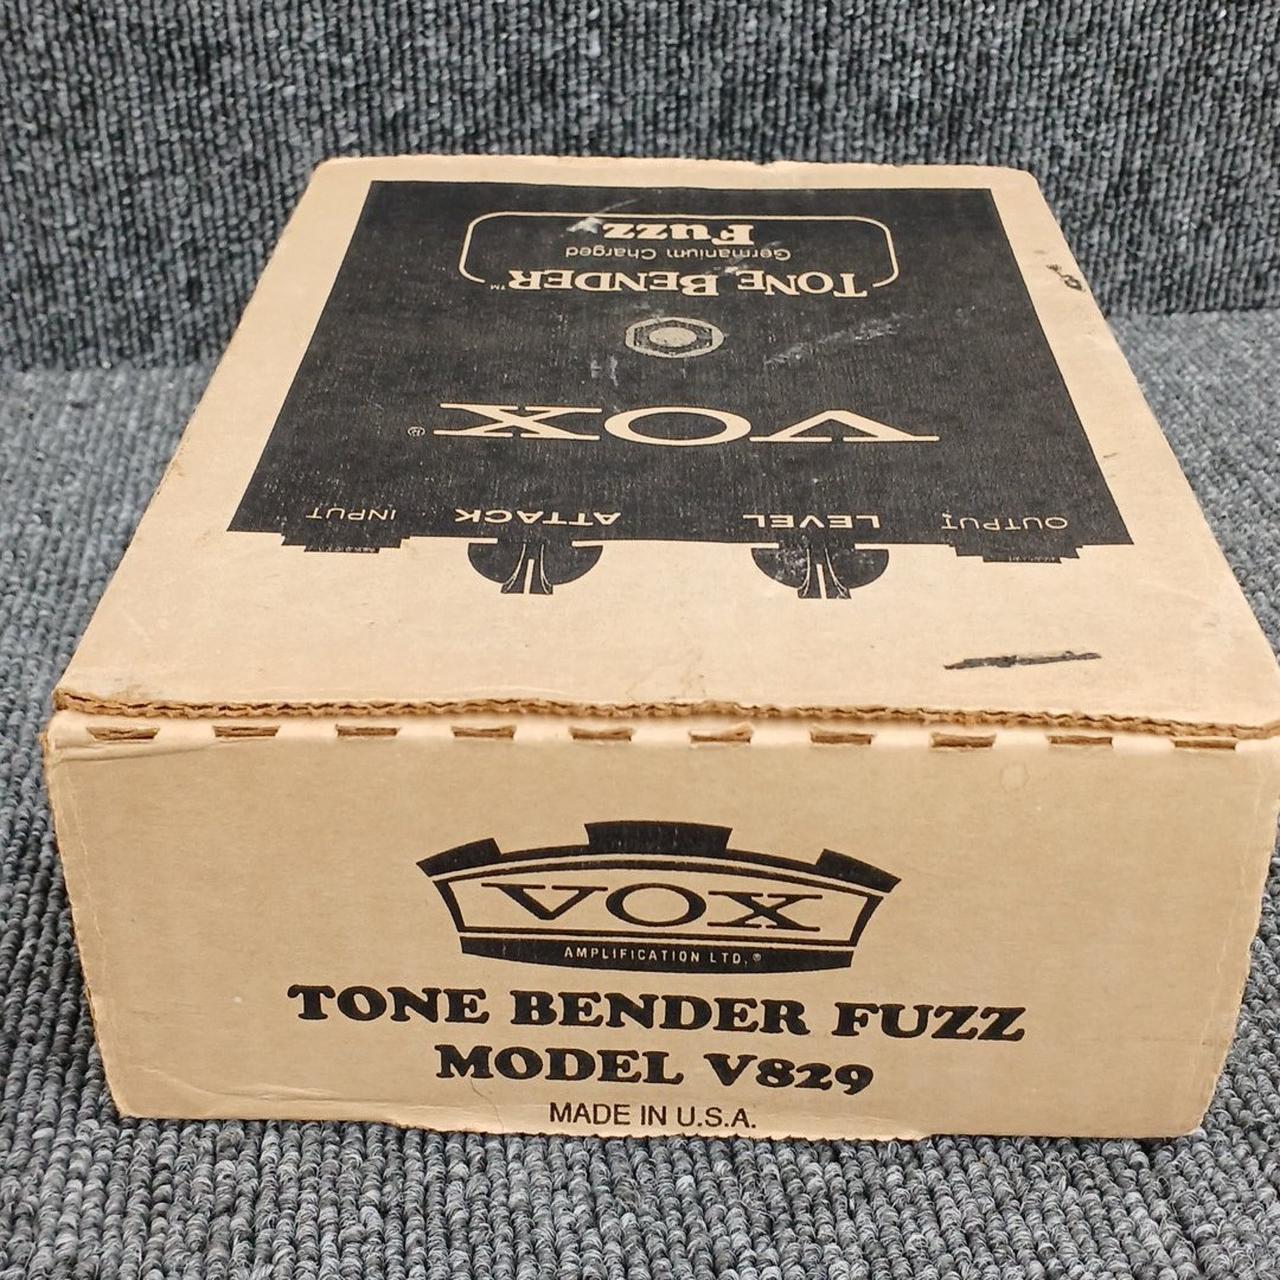 OUTPUT
LEVEL
ATTACK
INPUT
VOX®
TONE BENDER™
Germanium Charged
Fuzz
VOX
AMPLIFICATION LTD.®
TONE BENDER FUZZ
MODEL V829
MADE IN U.S.A.